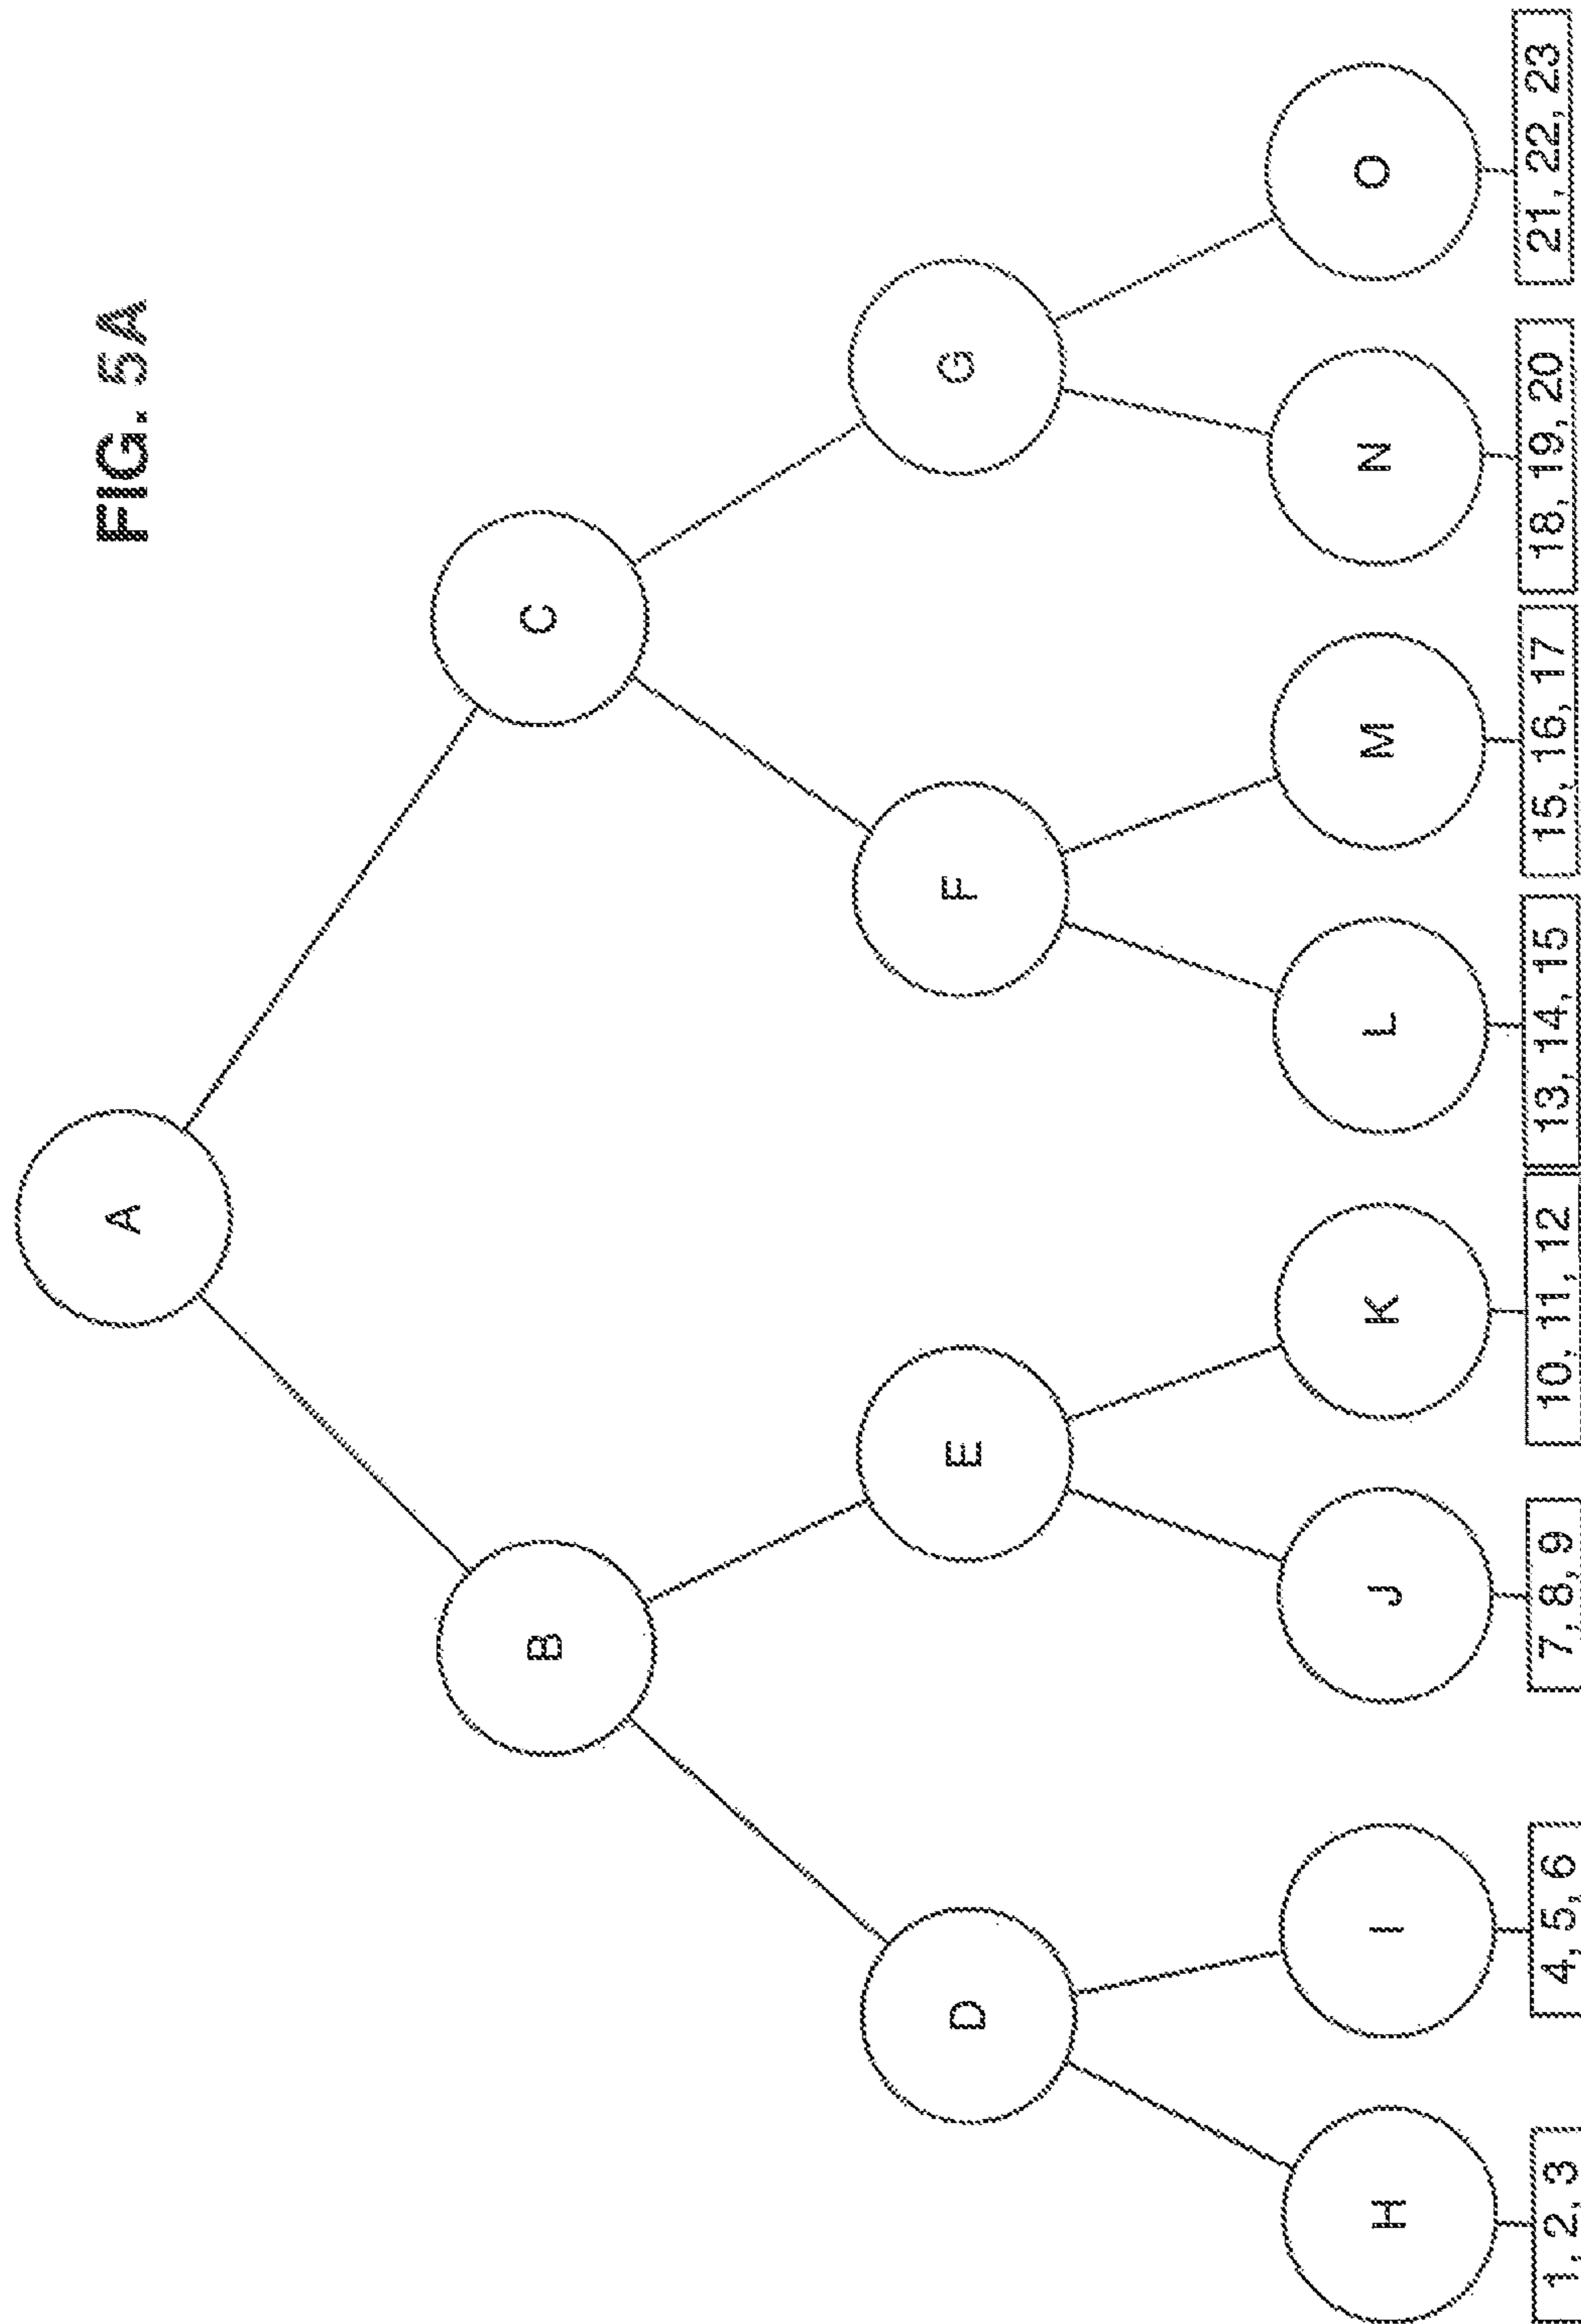 FIG. 5A
A
B
C
D
E
F
G
H
I
J
K
L
M
N
O
1, 2, 3
4, 5, 6
7, 8, 9
10, 11, 12
13, 14, 15
15, 16, 17
18, 19, 20
21, 22, 23